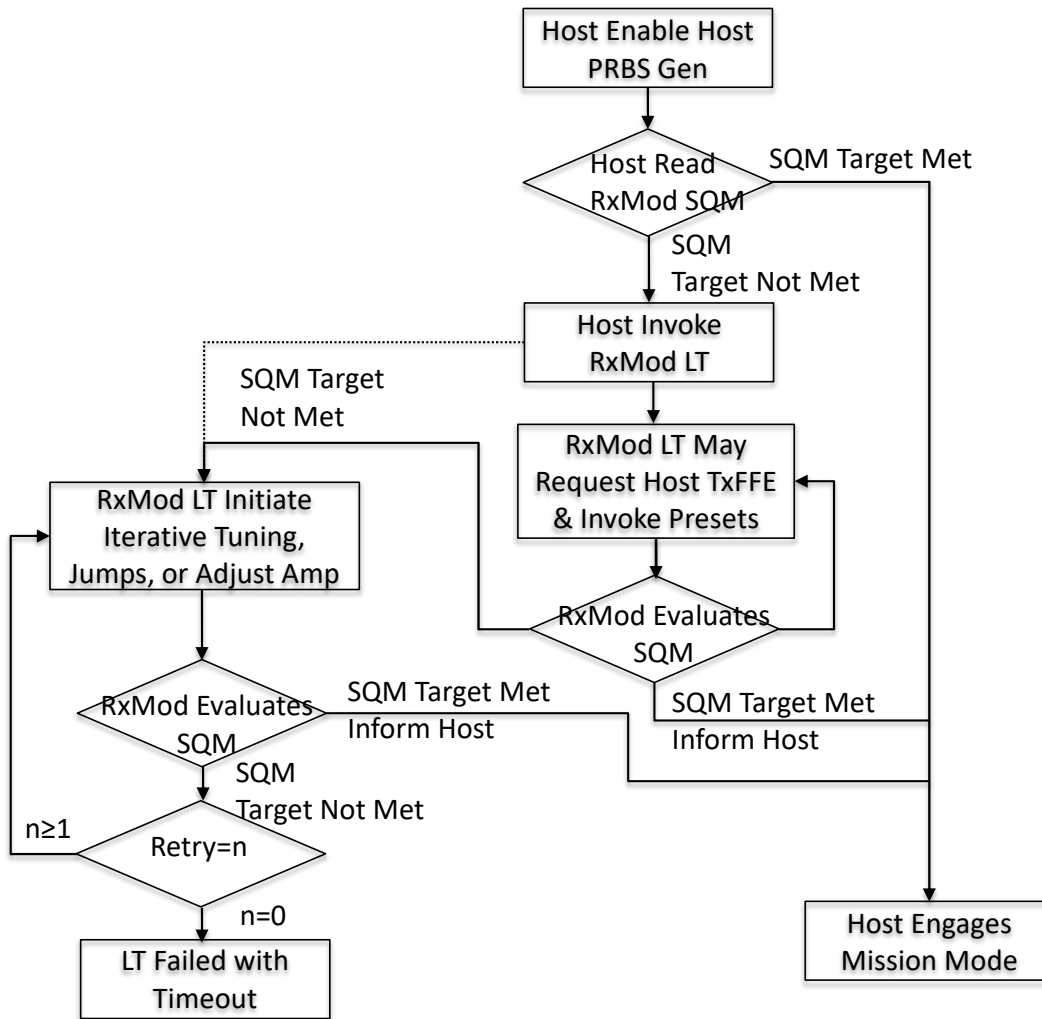 Host Enable Host
PRBS Gen
Host Read
RxMod SQM
SQM Target Met
SQM
Target Not Met
Host Invoke
RxMod LT
SQM Target
Not Met
RxMod LT May
Request Host TxFFE
& Invoke Presets
RxMod LT Initiate
Iterative Tuning,
Jumps, or Adjust Amp
RxMod Evaluates
SQM
RxMod Evaluates
SQM
SQM Target Met
Inform Host
SQM Target Met
Inform Host
SQM
Target Not Met
n≥1
Retry=n
n=0
LT Failed with
Timeout
Host Engages
Mission Mode